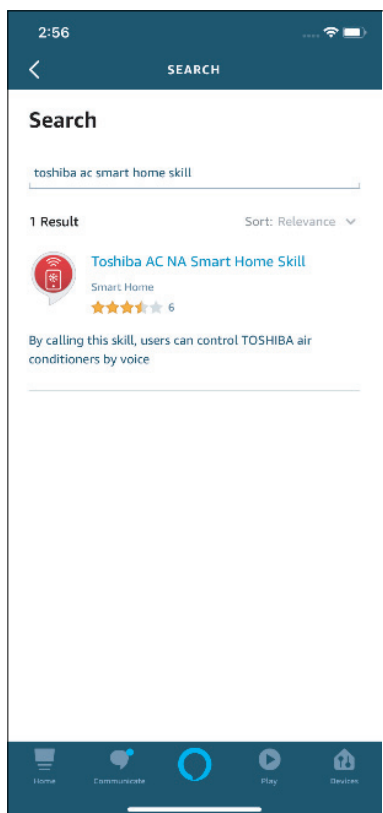 2:56
SEARCH
Search
toshiba ac smart home skill
1 Result Sort: Relevance
Toshiba AC NA Smart Home Skill
Smart Home
6
By calling this skill, users can control TOSHIBA air
conditioners by voice
Home Communicate Play Devices